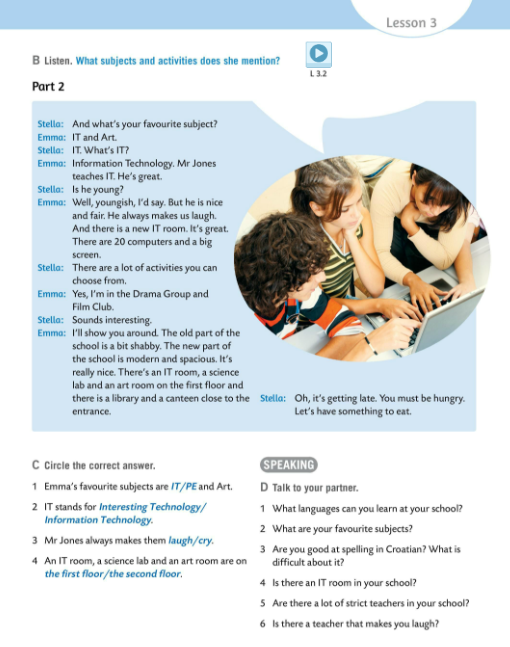 Lesson 3
B Listen. What subjects and activities does she mention?
L 3.2
Part 2
Stella: And what's your favourite subject?
Emma: IT and Art.
Stella: IT. What's IT?
Emma: Information Technology. Mr Jones
teaches IT. He's great.
Stella: Is he young?
Emma: Well, youngish, I'd say. But he is nice
and fair. He always makes us laugh.
And there is a new IT room. It's great.
There are 20 computers and a big
screen.
Stella: There are a lot of activities you can
choose from.
Emma: Yes, I'm in the Drama Group and
Film Club.
Stella: Sounds interesting.
Emma: I'll show you around. The old part of the
school is a bit shabby. The new part of
the school is modern and spacious. It's
really nice. There's an IT room, a science
lab and an art room on the first floor and
there is a library and a canteen close to the
entrance.
Stella: Oh, it's getting late. You must be hungry.
Let's have something to eat.
C Circle the correct answer.
1 Emma's favourite subjects are IT/PE and Art.
2 IT stands for Interesting Technology/
Information Technology.
3 Mr Jones always makes them laugh/cry.
4 An IT room, a science lab and an art room are on
the first floor/the second floor.
SPEAKING
D Talk to your partner.
1 What languages can you learn at your school?
2 What are your favourite subjects?
3 Are you good at spelling in Croatian? What is
difficult about it?
4 Is there an IT room in your school?
5 Are there a lot of strict teachers in your school?
6 Is there a teacher that makes you laugh?